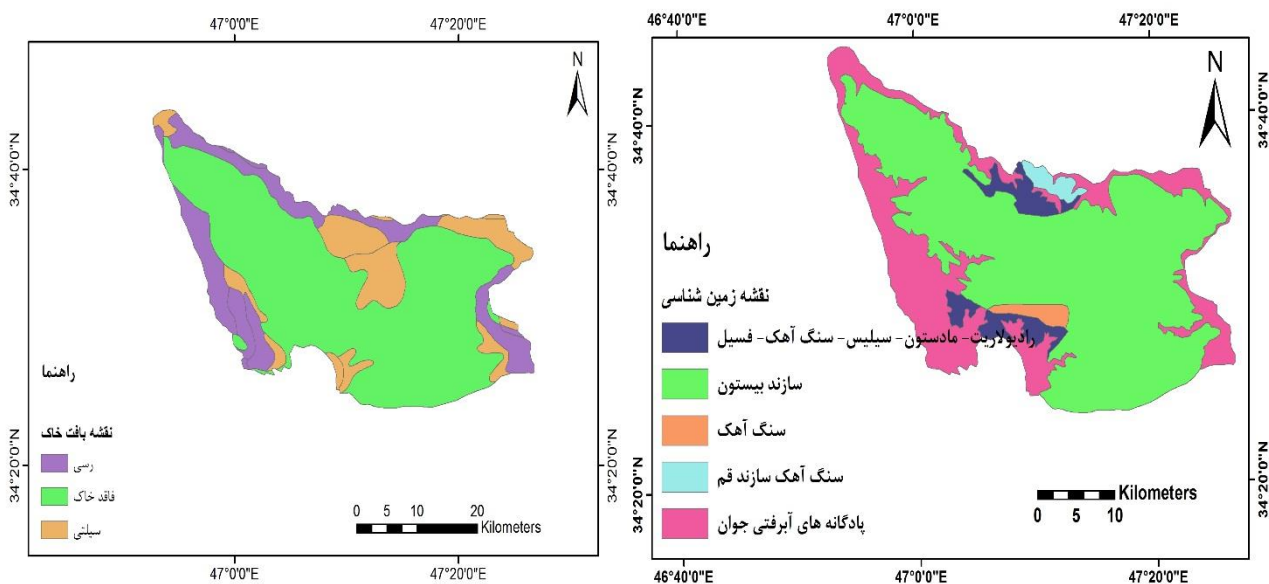 47°0'0"E
47°20'0"E
N
34°40'0"N
34°40'0"N
34°20'0"N
34°20'0"N
راهنما
نقشه بافت خاک
رسی
فاقد خاک
سیلتی
0 5 10 20
Kilometers
47°0'0"E
47°20'0"E
46°40'0"E
47°0'0"E
47°20'0"E
N
34°40'0"N
34°40'0"N
34°20'0"N
34°20'0"N
راهنما
نقشه زمین شناسی
رادیولاریت- مادستون- سیلیس- سنگ آهک- فسیل
سازند بیستون
سنگ آهک
سنگ آهک سازند قم
پادگانه های آبرفتی جوان
Kilometers
0 5 10
46°40'0"E
47°0'0"E
47°20'0"E